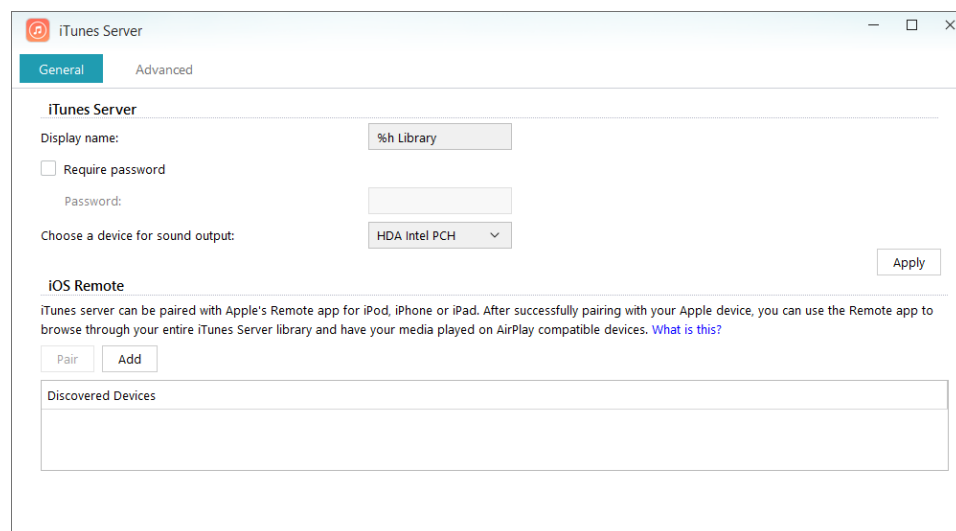 iTunes Server
General Advanced
iTunes Server
Display name: %h Library
Require password
Password:
Choose a device for sound output: HDA Intel PCH
Apply
iOS Remote
iTunes server can be paired with Apple's Remote app for iPod, iPhone or iPad. After successfully pairing with your Apple device, you can use the Remote app to
browse through your entire iTunes Server library and have your media played on AirPlay compatible devices. What is this?
Pair Add
Discovered Devices